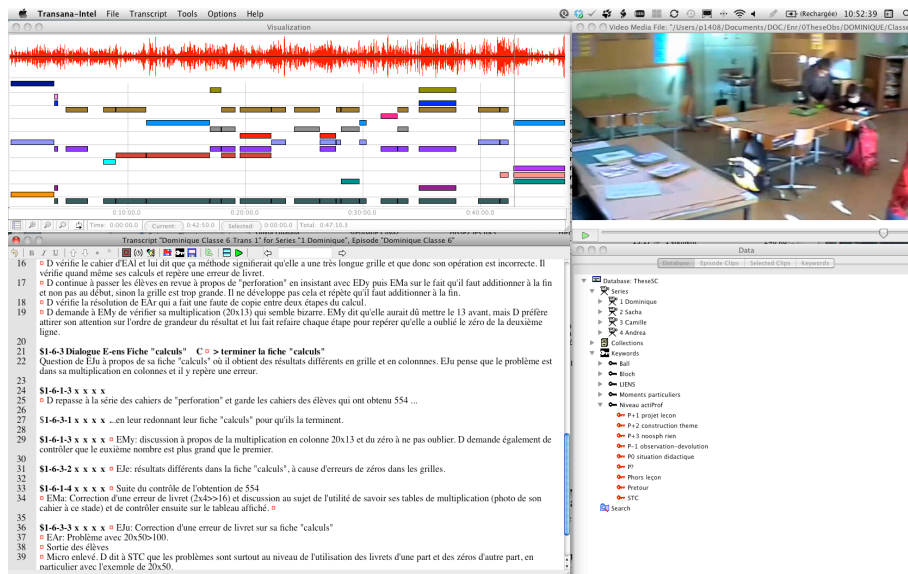 Transana-Intel File Transcript Tools Options Help
(Rechargée) 10:52:39
Visualization
Video Media File: "/Users/p1408/Documents/DOC/Enr/0TheseObs/DOMINIQUE/Classe
0:10:00.0 0:20:00.0 0:30:00.0 0:40:00.0
Time: 0:00:00.0 Current: 0:42:50.0 Selected: 0:00:00.0 Total: 0:47:10.3
Transcript "Dominique Classe 6 Trans 1" for Series "1 Dominique", Episode "Dominique Classe 6"
B I U
16 ¤ D vérifie le cahier d'EAl et lui dit que ça méthode signifierait qu'elle a une très longue grille et que donc son opération est incorrecte. Il
vérifie quand même ses calculs et repère une erreur de livret.
17 ¤ D continue à passer les élèves en revue à propos de "perforation" en insistant avec EDy puis EMa sur le fait qu'il faut additionner à la fin
et non pas au début, sinon la grille est trop grande. Il ne développe pas cela et répète qu'il faut additionner à la fin.
18 ¤ D vérifie la résolution de EAr qui a fait une faute de copie entre deux étapes du calcul.
19 ¤ D demande à EMy de vérifier sa multiplication (20x13) qui semble bizarre. EMy dit qu'elle aurait dû mettre le 13 avant, mais D préfère
attirer son attention sur l'ordre de grandeur du résultat et lui fait refaire chaque étape pour repérer qu'elle a oublié le zéro de la deuxième
ligne.
20
21 $1-6-3 Dialogue E-ens Fiche "calculs" C ¤ > terminer la fiche "calculs"
22 Question de EJu à propos de sa fiche "calculs" où il obtient des résultats différents en grille et en colonnnes. EJu pense que le problème est
dans sa multiplication en colonnes et il y repère une erreur.
23
24 $1-6-1-3 x x x x
25 ¤ D repasse à la série des cahiers de "perforation" et garde les cahiers des élèves qui ont obtenu 554 ...
26
27 $1-6-3-1 x x x x ...en leur redonnant leur fiche "calculs" pour qu'ils la terminent.
28
29 $1-6-1-3 x x x x ¤ EMy: discussion à propos de la multiplication en colonne 20x13 et du zéro à ne pas oublier. D demande également de
contrôler que le euxième nombre est plus grand que le premier.
30
31 $1-6-3-2 x x x x ¤ EJe: résultats différents dans la fiche "calculs", à cause d'erreurs de zéros dans les grilles.
32
33 $1-6-1-4 x x x x ¤ Suite du contrôle de l'obtention de 554
34 ¤ EMa: Correction d'une erreur de livret (2x4>>16) et discussion au sujet de l'utilité de savoir ses tables de multiplication (photo de son
cahier à ce stade) et de contrôler ensuite sur le tableau affiché. ¤
35
36 $1-6-3-3 x x x x ¤ EJu: Correction d'une erreur de livret sur sa fiche "calculs"
37 ¤ EAr: Problème avec 20x50>100.
38 ¤ Sortie des élèves
39 ¤ Micro enlevé. D dit à STC que les problèmes sont surtout au niveau de l'utilisation des livrets d'une part et des zéros d'autre part, en
particulier avec l'exemple de 20x50.
Data
Database Episode Clips Selected Clips Keywords
Database: TheseSC
Series
1 Dominique
2 Sacha
3 Camille
4 Andrea
Collections
Keywords
Ball
Bloch
LIENS
Moments particuliers
Niveau actiProf
P+1 projet lecon
P+2 construction theme
P+3 noosph rien
P-1 observation-devolution
P0 situation didactique
P?
Phors leçon
Pretour
STC
Search